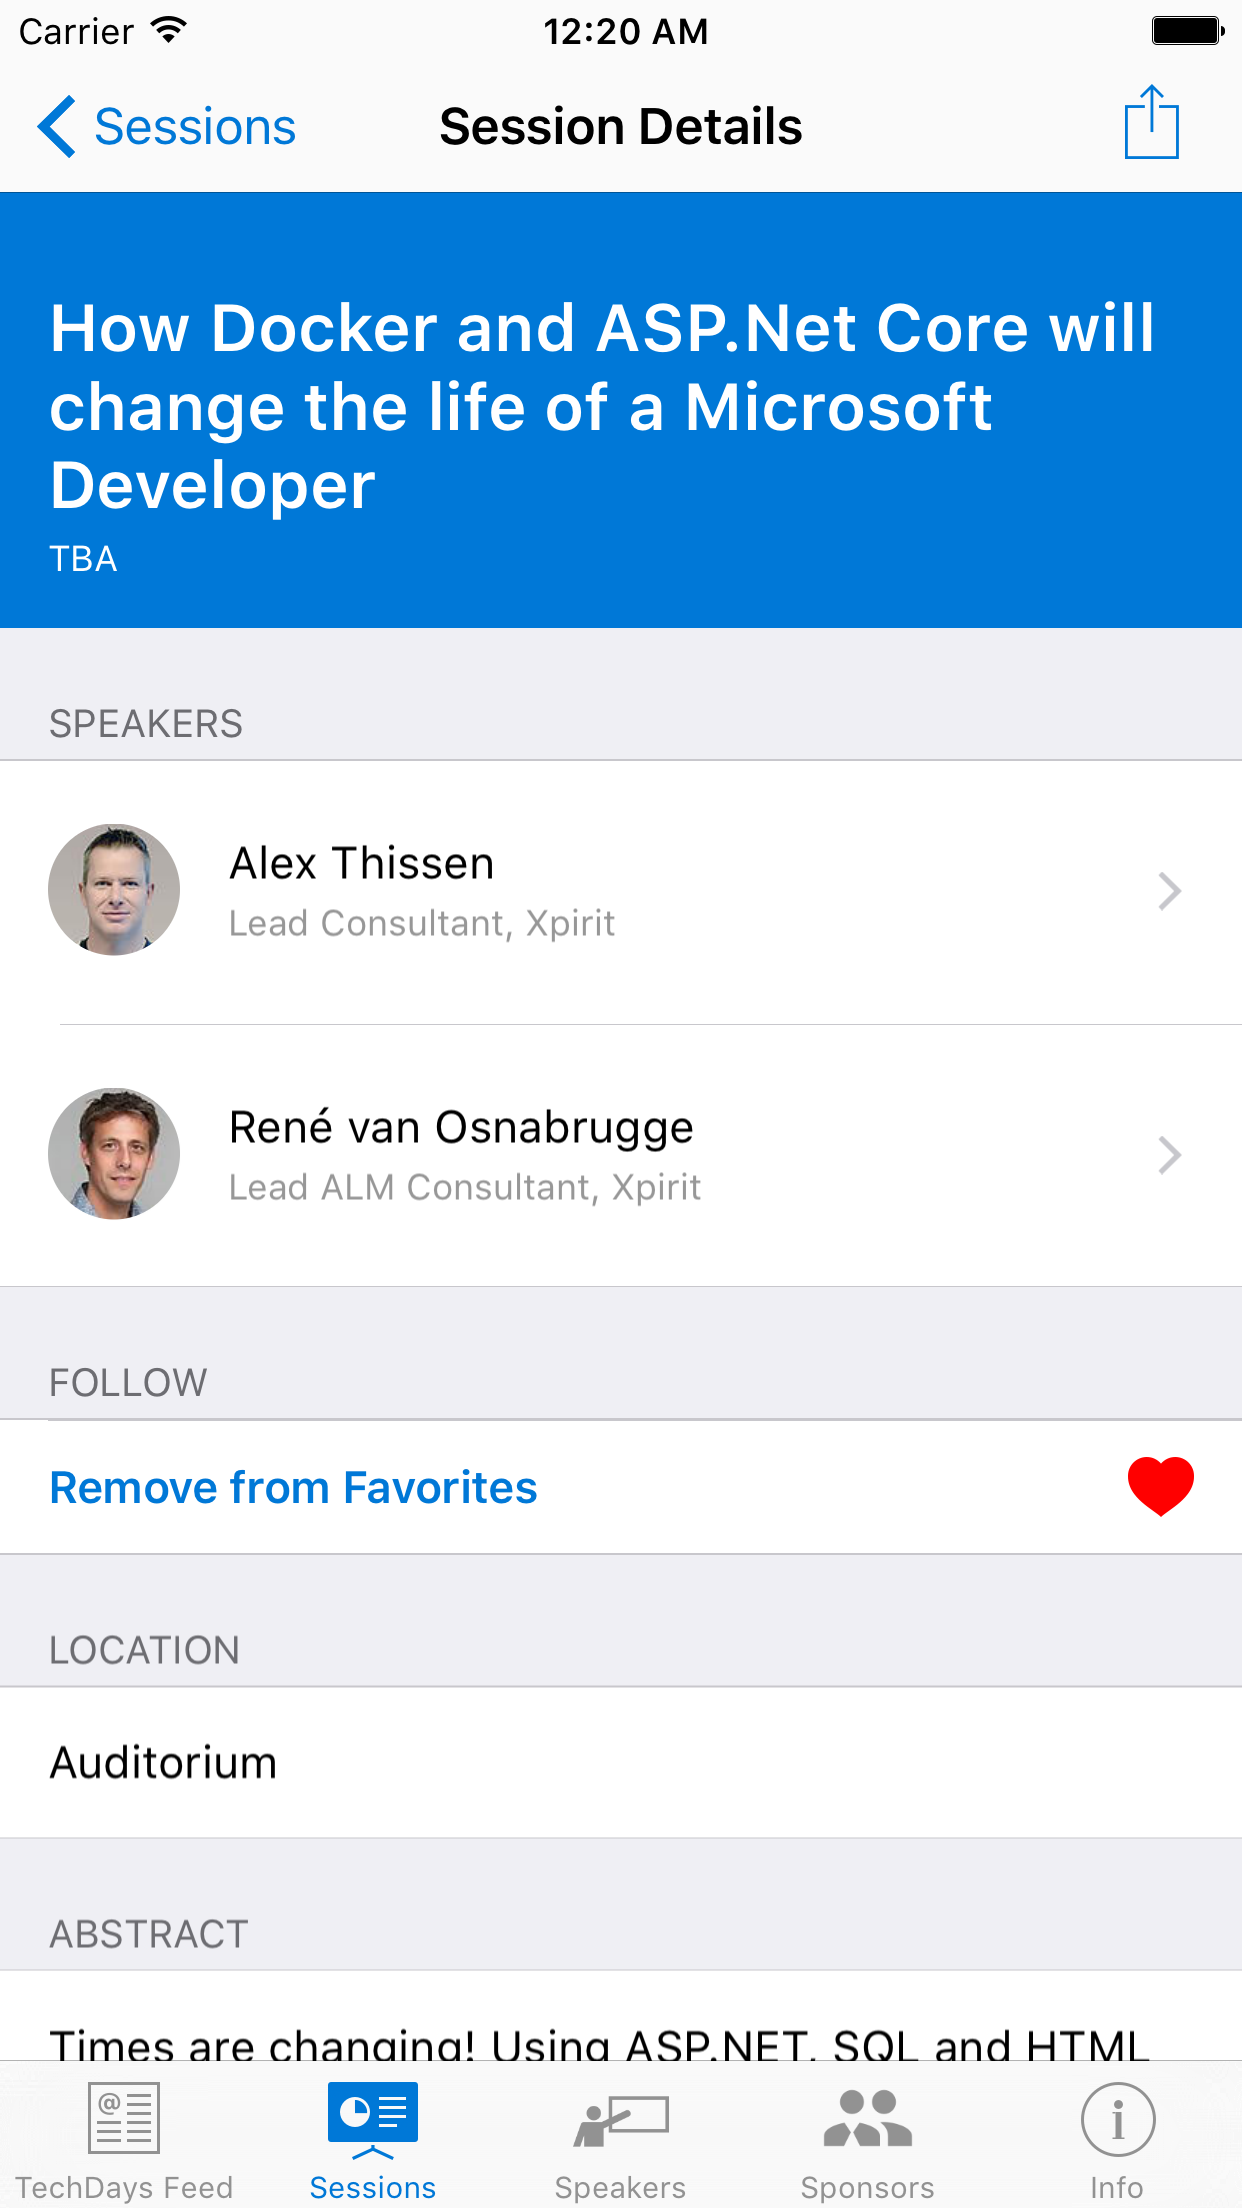 Carrier 12:20 AM
Sessions Session Details
How Docker and ASP.Net Core will
change the life of a Microsoft
Developer
TBA
SPEAKERS
Alex Thissen
Lead Consultant, Xpirit
René van Osnabrugge
Lead ALM Consultant, Xpirit
FOLLOW
Remove from Favorites
LOCATION
Auditorium
ABSTRACT
Times are changing! Using ASP.NET, SQL and HTML
TechDays Feed Sessions Speakers Sponsors Info